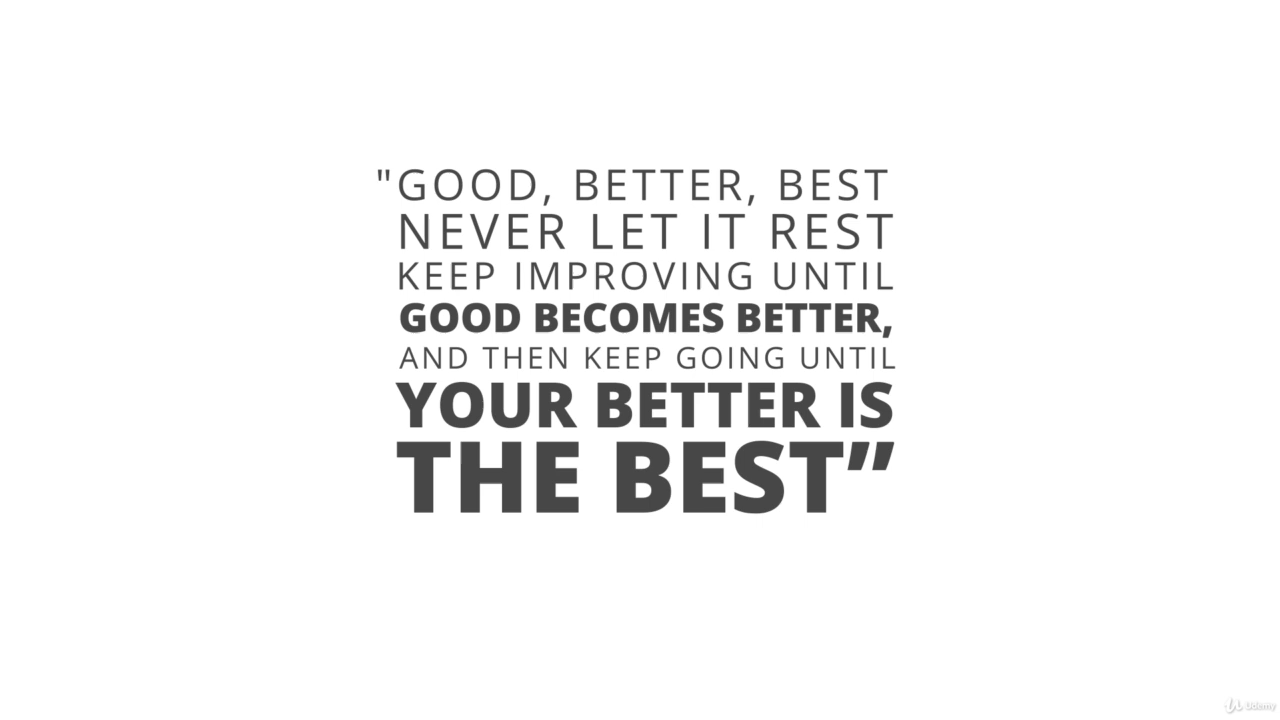 "GOOD, BETTER, BEST
NEVER LET IT REST
KEEP IMPROVING UNTIL
GOOD BECOMES BETTER,
AND THEN KEEP GOING UNTIL
YOUR BETTER IS
THE BEST”
Udemy